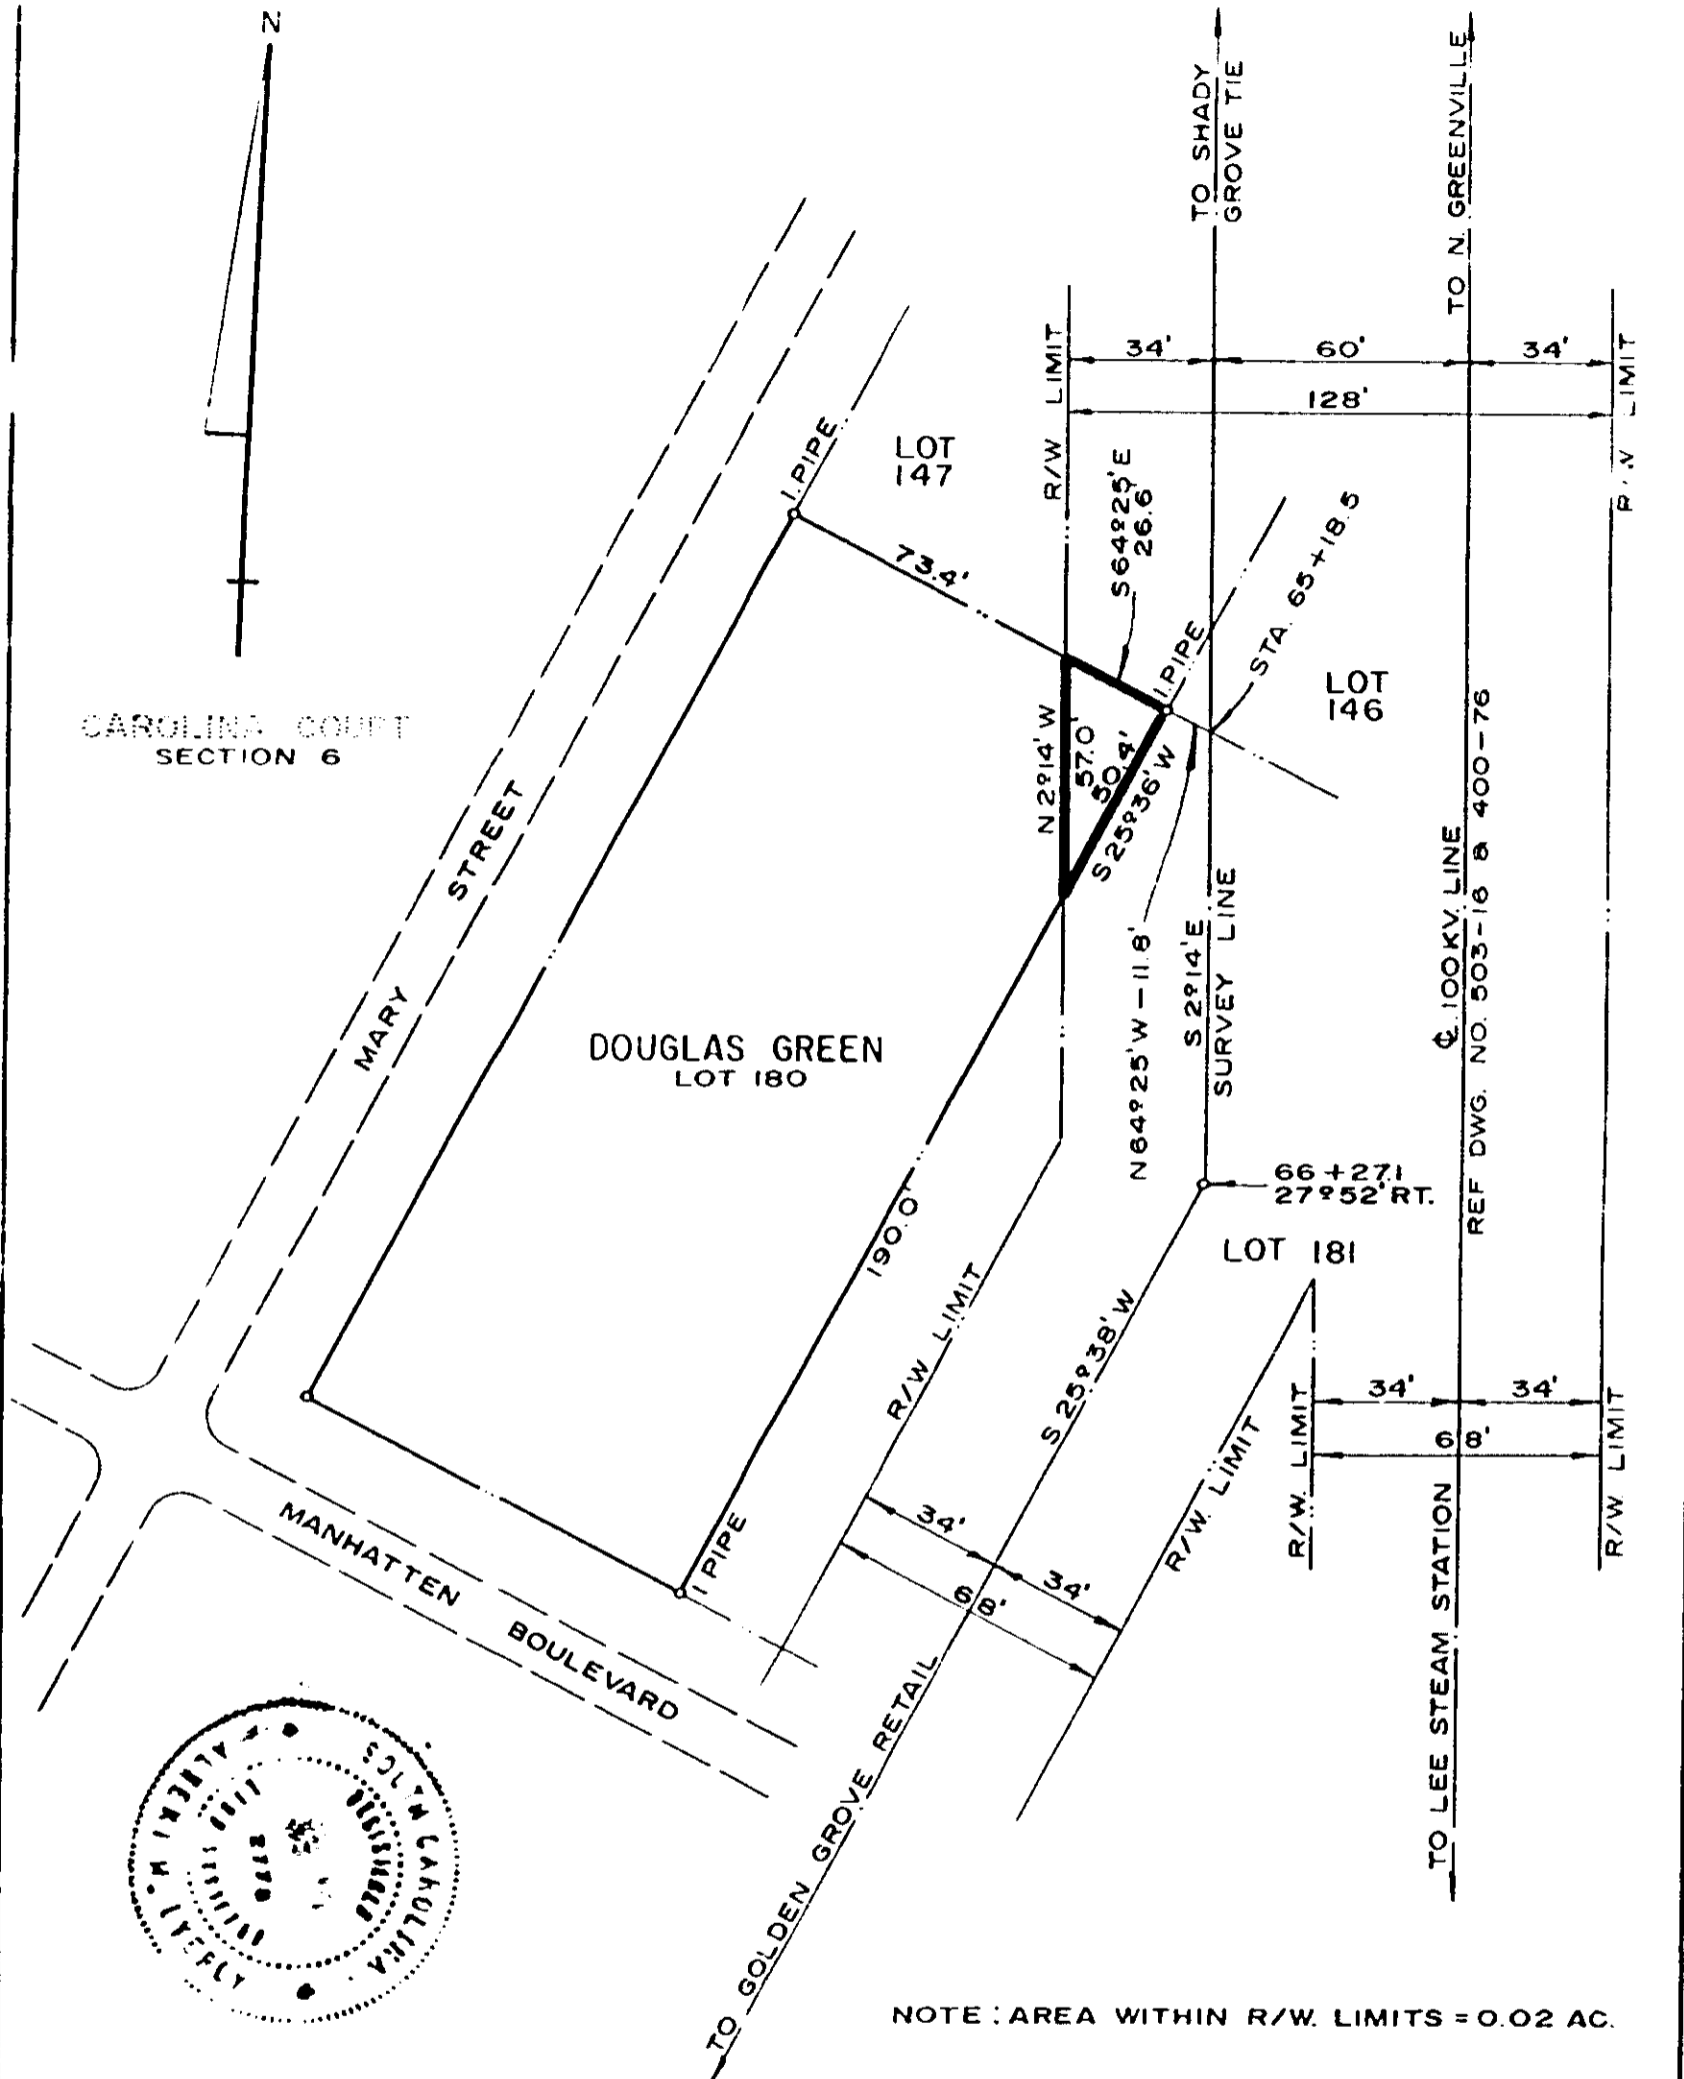 N
TO SHADY
GROVE TIE
TO N. GREENVILLE
R/W LIMIT
34'
60'
34'
128'
R/W LIMIT
I. PIPE
LOT
147
73.4'
S64°25'E
26.6'
I. PIPE
STA. 65+18.5
LOT
146
CAROLINA COURT
SECTION 6
N 2°14' W
57.0'
50.4'
S 25°36' W
MARY STREET
N64°25'W-11.8'
S 2°14'E
SURVEY LINE
℄ 100 KV. LINE
REF DWG. NO. 503-16 & 400-76
DOUGLAS GREEN
LOT 180
66+27.1
27°52' RT.
LOT 181
190.0'
R/W LIMIT
S 25°38' W
R/W. LIMIT
R/W. LIMIT
34'
34'
68'
R/W LIMIT
34'
34'
68'
I PIPE
MANHATTEN BOULEVARD
TO GOLDEN GROVE RETAIL
TO LEE STEAM STATION
NOTE: AREA WITHIN R/W. LIMITS = 0.02 AC.